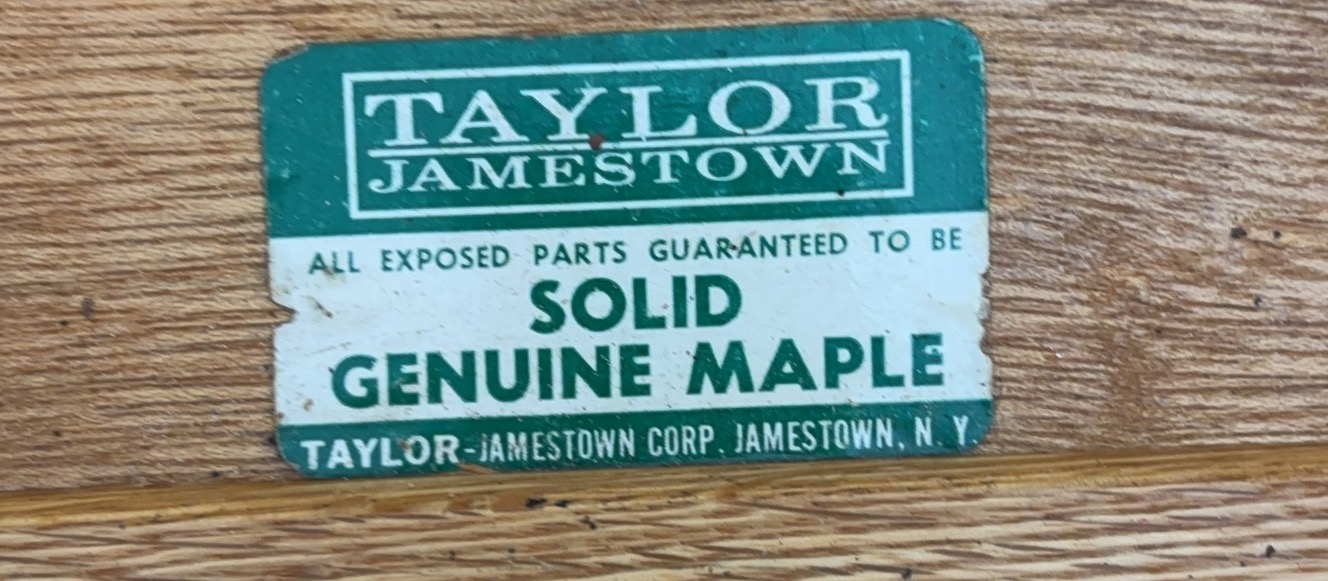 TAYLOR
JAMESTOWN
ALL EXPOSED PARTS GUARANTEED TO BE
SOLID
GENUINE MAPLE
TAYLOR-JAMESTOWN CORP. JAMESTOWN, N. Y.